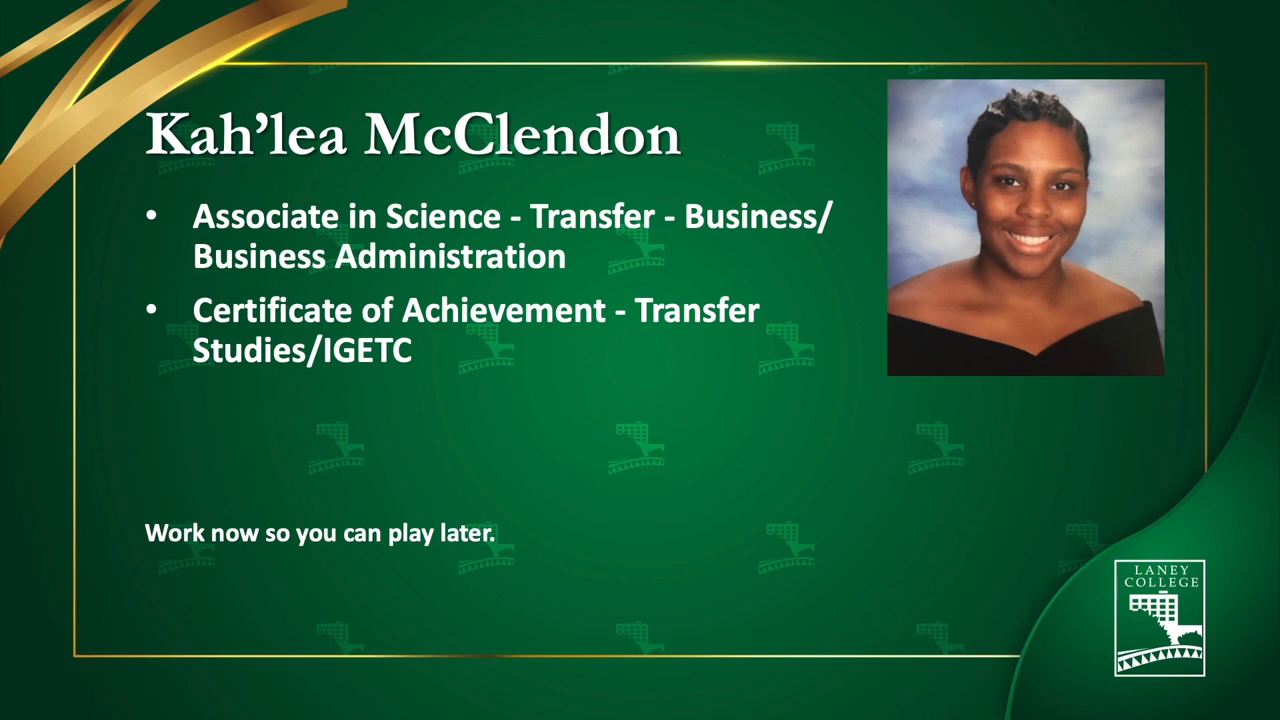 Kah’lea McClendon
• Associate in Science - Transfer - Business/
Business Administration
• Certificate of Achievement - Transfer
Studies/IGETC
Work now so you can play later.
LANEY
COLLEGE